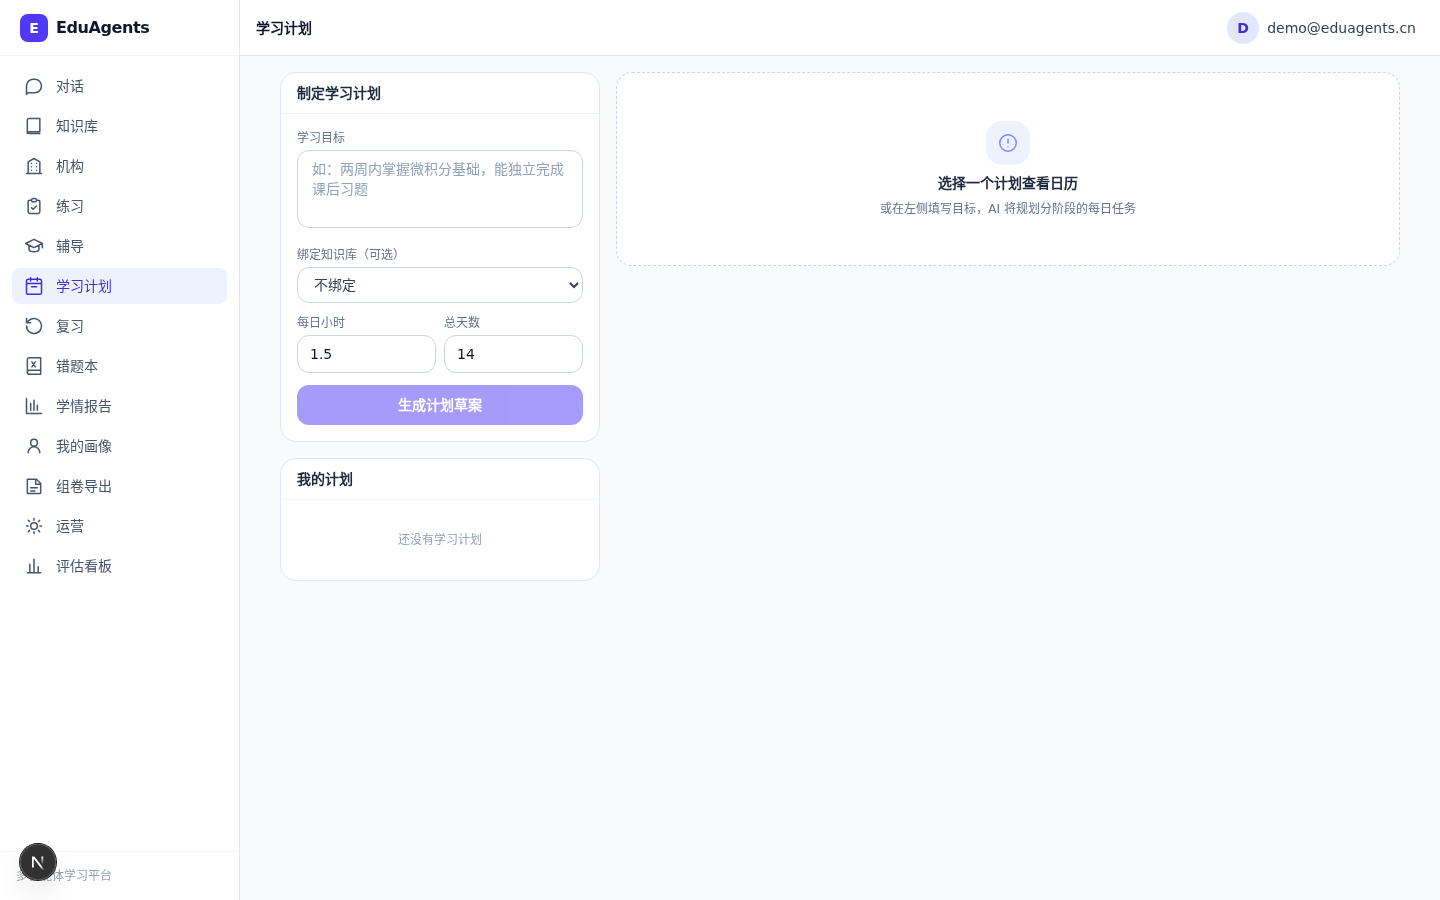 E EduAgents
对话
知识库
机构
练习
辅导
学习计划
复习
错题本
学情报告
我的画像
组卷导出
运营
评估看板
N
体学习平台
学习计划
D demo@eduagents.cn
制定学习计划
学习目标
如：两周内掌握微积分基础，能独立完成
课后习题
绑定知识库（可选）
不绑定
每日小时 总天数
1.5 14
生成计划草案
我的计划
还没有学习计划
选择一个计划查看日历
或在左侧填写目标，AI 将规划分阶段的每日任务